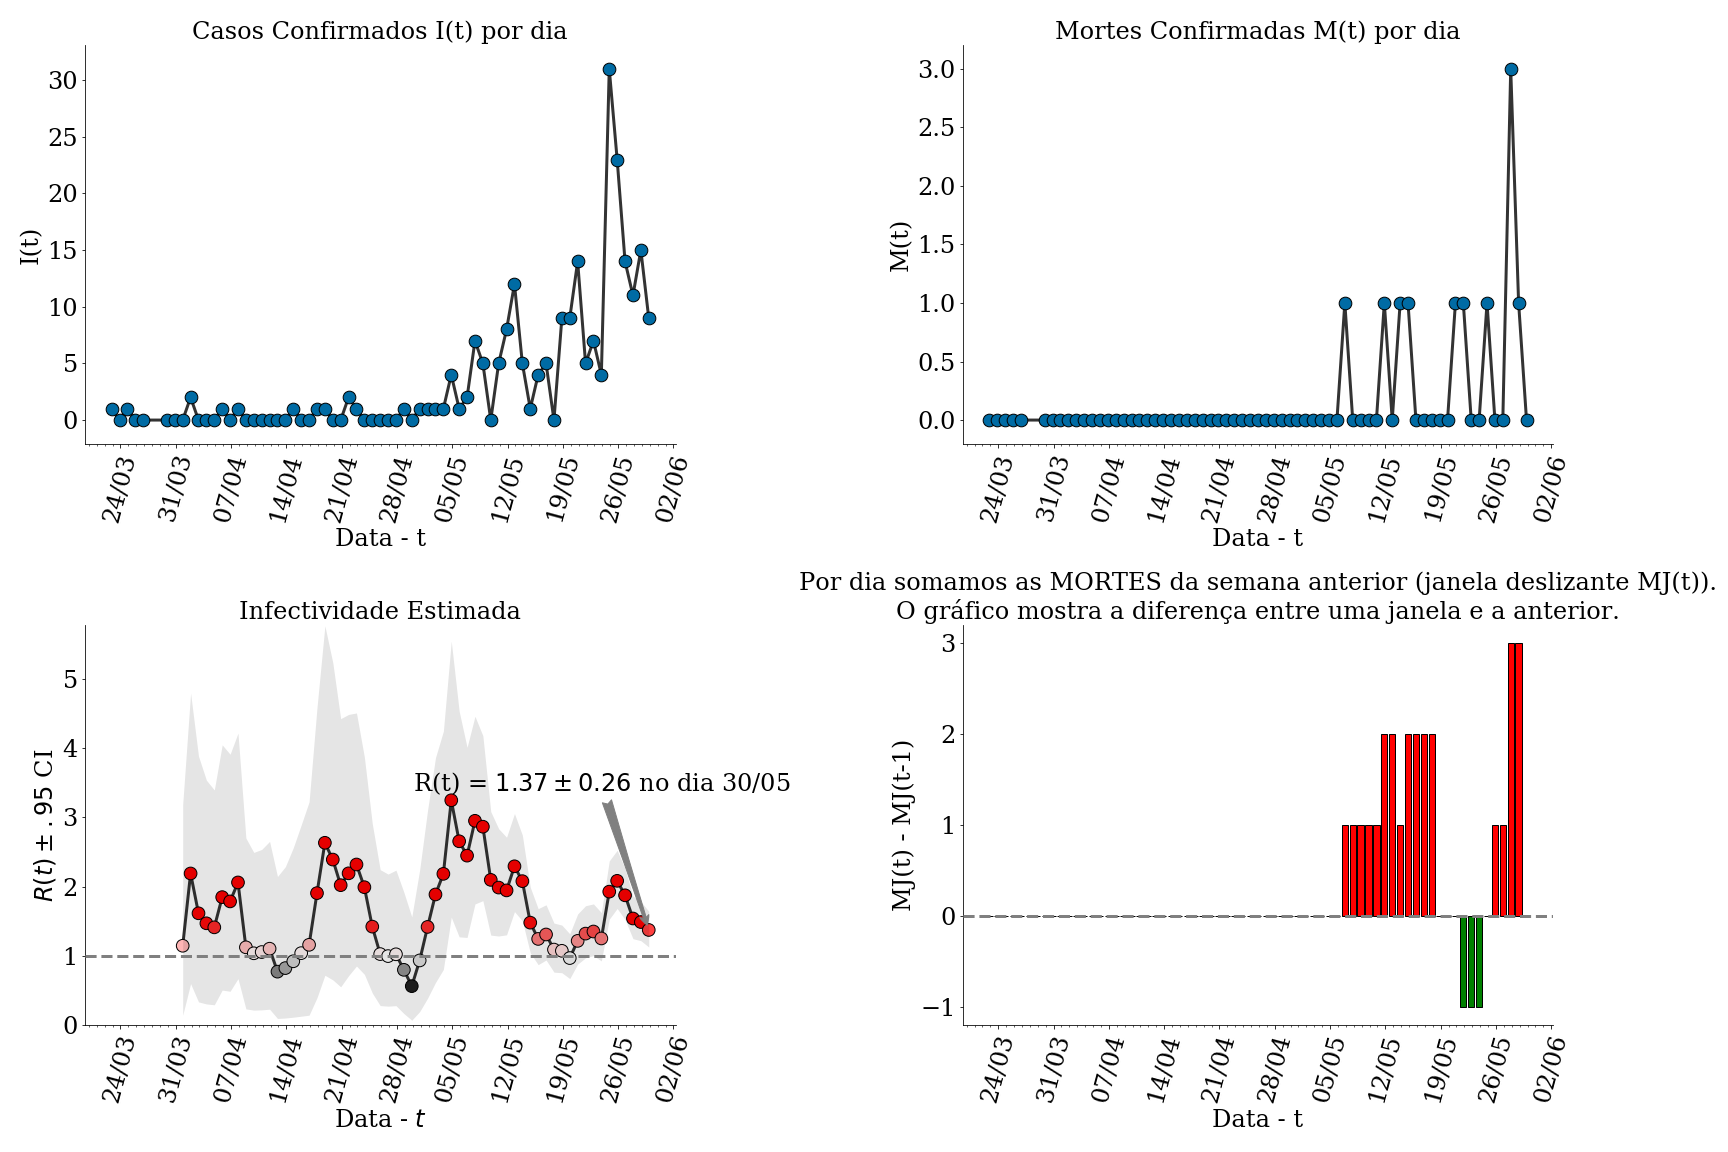 Casos Confirmados I(t) por dia
I(t)
30
25
20
15
10
5
0
24/03 31/03 07/04 14/04 21/04 28/04 05/05 12/05 19/05 26/05 02/06
Data - t
Mortes Confirmadas M(t) por dia
M(t)
3.0
2.5
2.0
1.5
1.0
0.5
0.0
24/03 31/03 07/04 14/04 21/04 28/04 05/05 12/05 19/05 26/05 02/06
Data - t
Infectividade Estimada
R(t) ± .95 CI
5
4
3
2
1
0
R(t) = 1.37 ± 0.26 no dia 30/05
24/03 31/03 07/04 14/04 21/04 28/04 05/05 12/05 19/05 26/05 02/06
Data - t
Por dia somamos as MORTES da semana anterior (janela deslizante MJ(t)).
O gráfico mostra a diferença entre uma janela e a anterior.
MJ(t) - MJ(t-1)
3
2
1
0
−1
24/03 31/03 07/04 14/04 21/04 28/04 05/05 12/05 19/05 26/05 02/06
Data - t